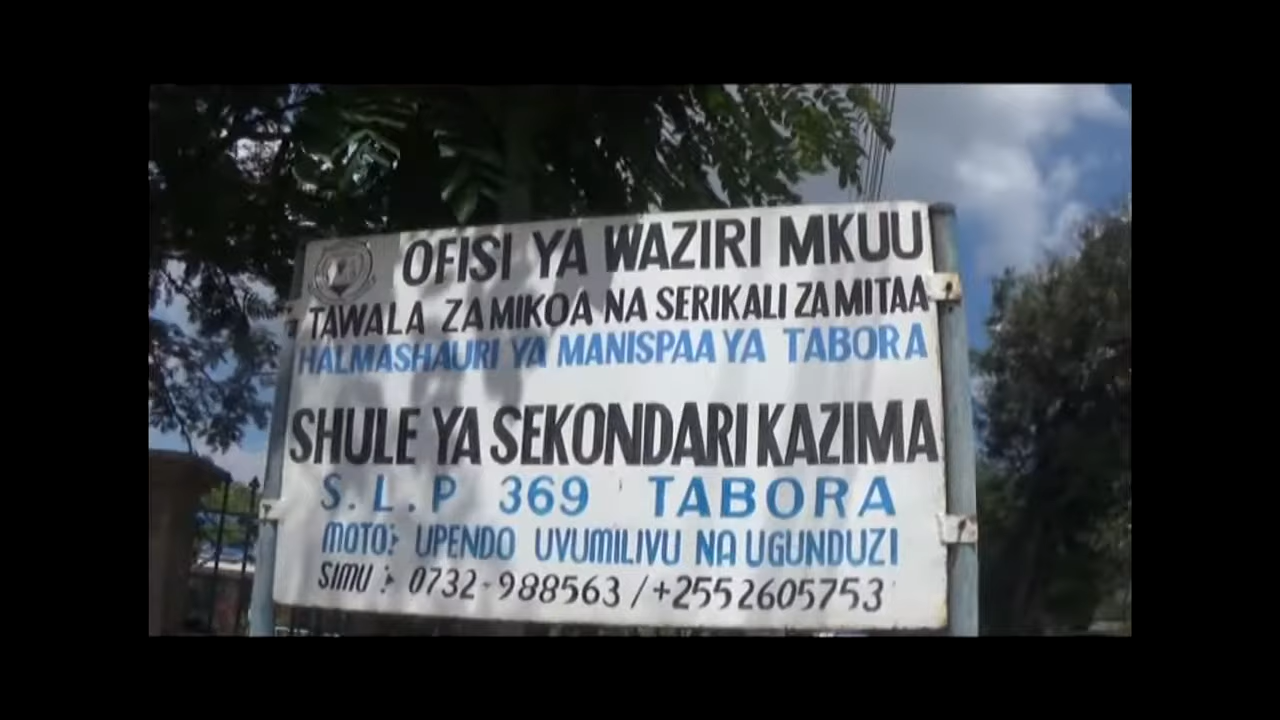 OFISI YA WAZIRI MKUU
TAWALA ZA MIKOA NA SERIKALI ZA MITAA
HALMASHAURI YA MANISPAA YA TABORA
SHULE YA SEKONDARI KAZIMA
S.L.P 369 TABORA
MOTO:- UPENDO UVUMILIVU NA UGUNDUZI
SIMU :- 0732-988563 / +2552605753